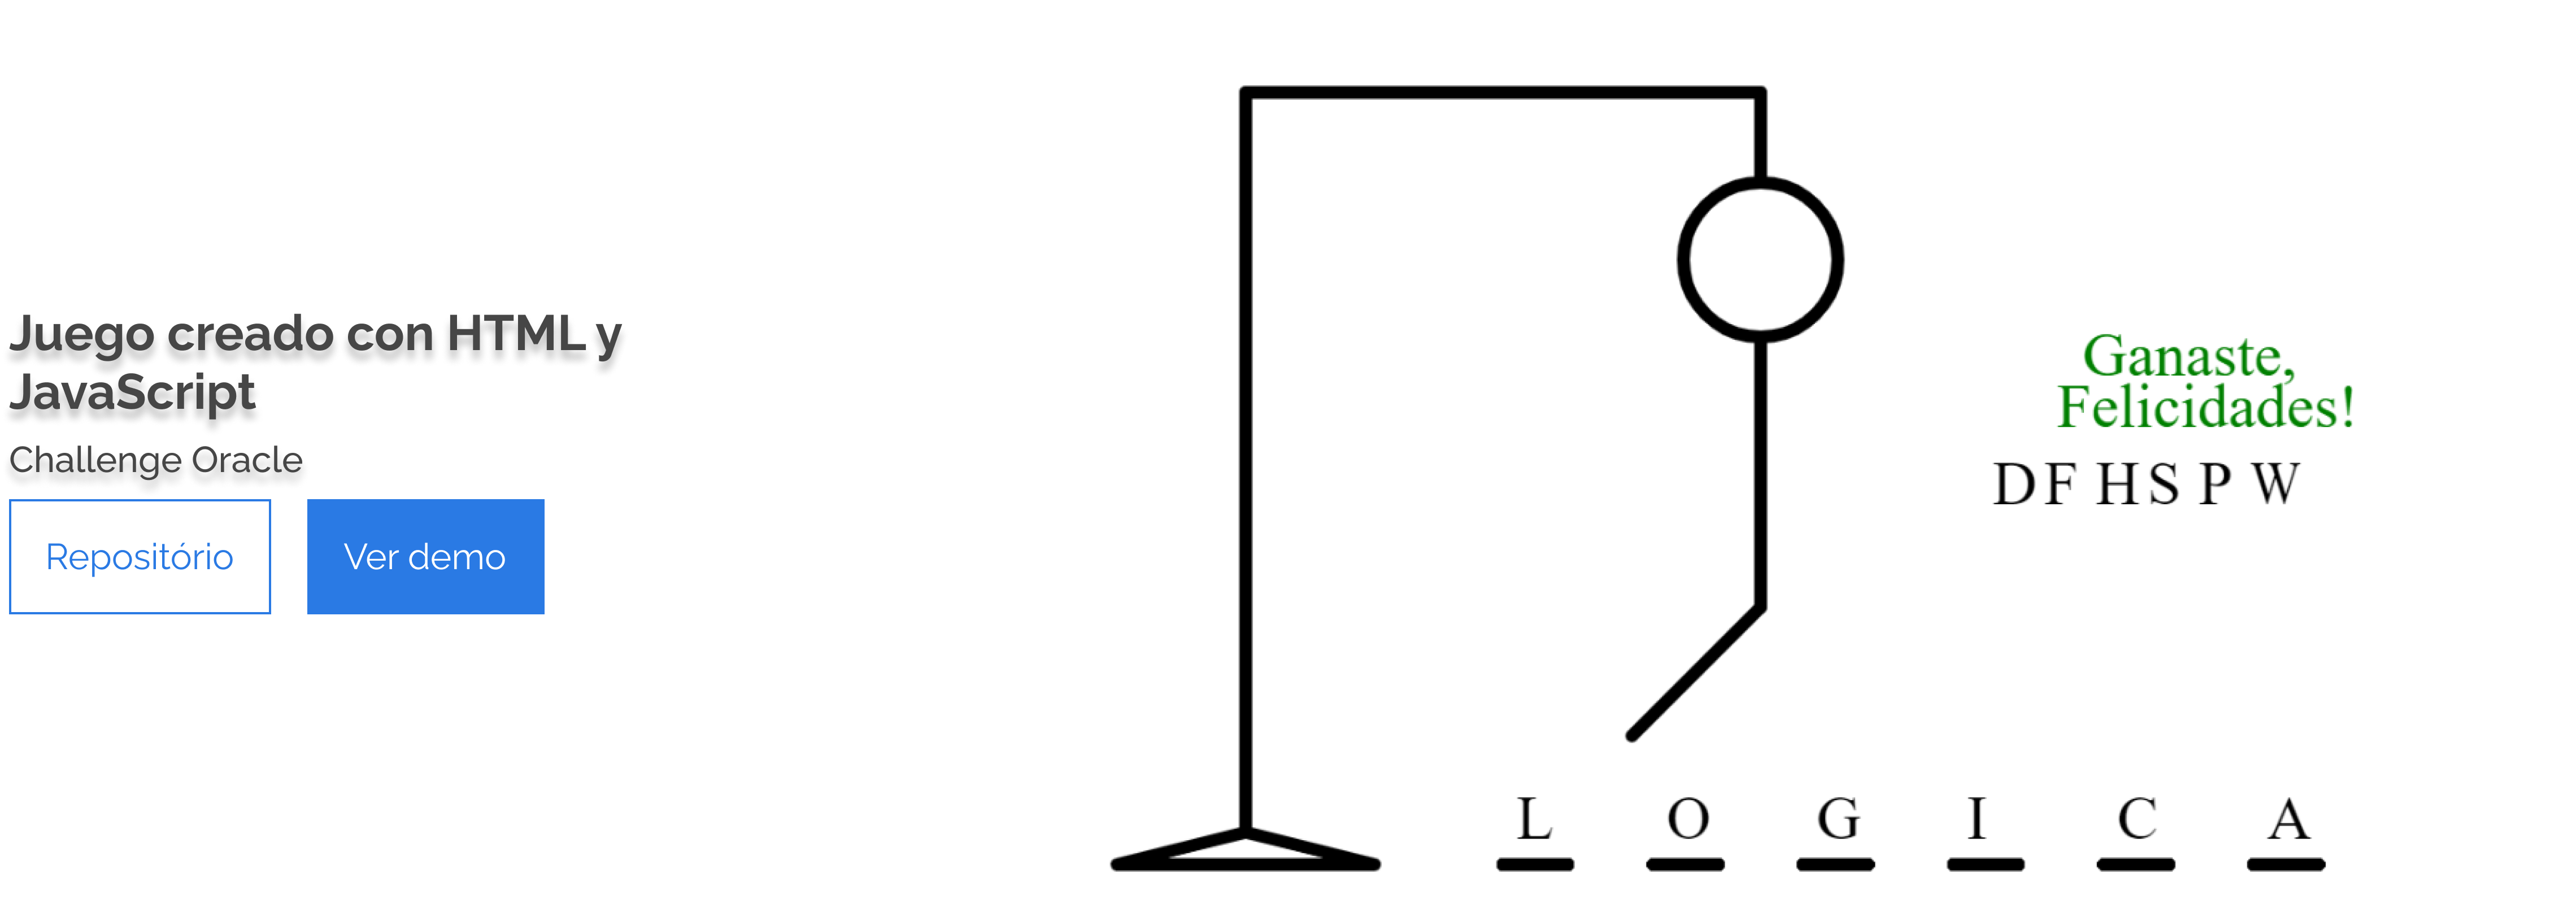 Juego creado con HTML y
JavaScript
Challenge Oracle
Repositório
Ver demo
Ganaste,
Felicidades!
D F H S P W
L O G I C A